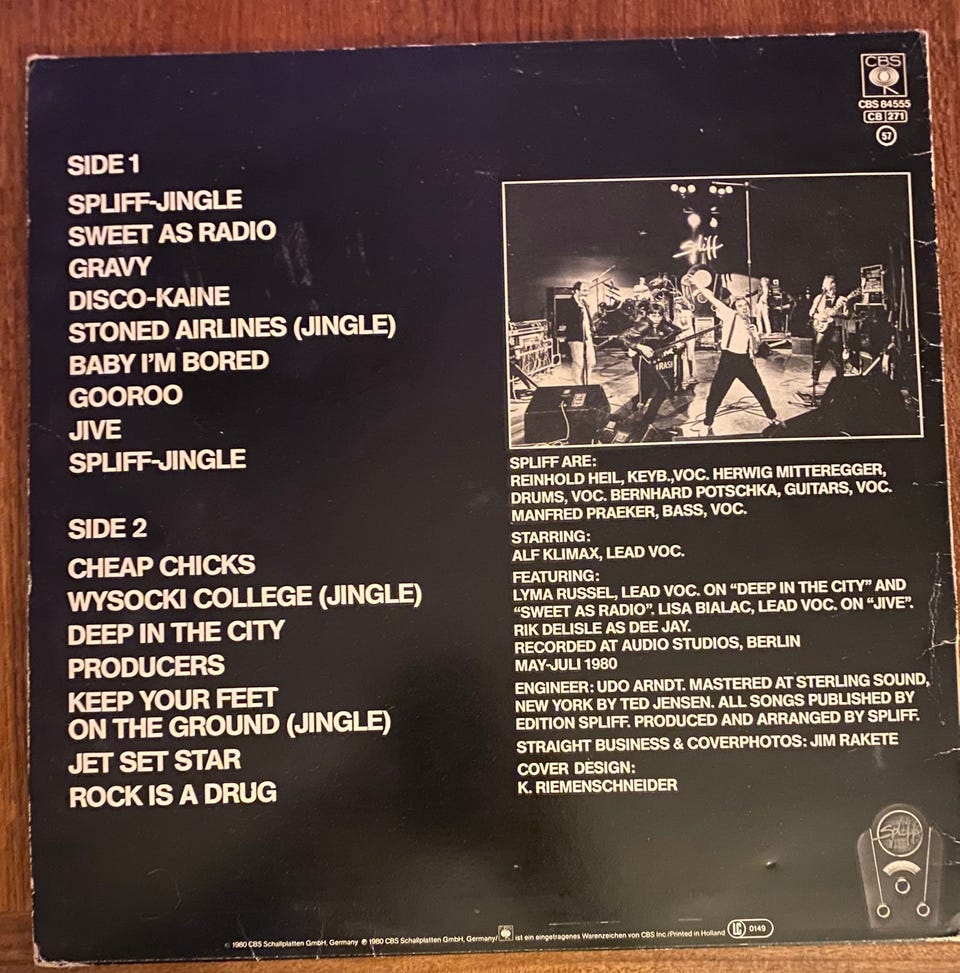 CBS
CBS 84555
CB 271
57
SIDE 1
SPLIFF-JINGLE
SWEET AS RADIO
GRAVY
DISCO-KAINE
STONED AIRLINES (JINGLE)
BABY I'M BORED
GOOROO
JIVE
SPLIFF-JINGLE
SIDE 2
CHEAP CHICKS
WYSOCKI COLLEGE (JINGLE)
DEEP IN THE CITY
PRODUCERS
KEEP YOUR FEET
ON THE GROUND (JINGLE)
JET SET STAR
ROCK IS A DRUG
Spliff
TRASH
SPLIFF ARE:
REINHOLD HEIL, KEYB.,VOC. HERWIG MITTEREGGER,
DRUMS, VOC. BERNHARD POTSCHKA, GUITARS, VOC.
MANFRED PRAEKER, BASS, VOC.
STARRING:
ALF KLIMAX, LEAD VOC.
FEATURING:
LYMA RUSSEL, LEAD VOC. ON “DEEP IN THE CITY” AND
“SWEET AS RADIO”. LISA BIALAC, LEAD VOC. ON “JIVE”.
RIK DELISLE AS DEE JAY.
RECORDED AT AUDIO STUDIOS, BERLIN
MAY-JULI 1980
ENGINEER: UDO ARNDT. MASTERED AT STERLING SOUND,
NEW YORK BY TED JENSEN. ALL SONGS PUBLISHED BY
EDITION SPLIFF. PRODUCED AND ARRANGED BY SPLIFF.
STRAIGHT BUSINESS & COVERPHOTOS: JIM RAKETE
COVER DESIGN:
K. RIEMENSCHNEIDER
Spliff
© 1980 CBS Schallplatten GmbH, Germany ℗ 1980 CBS Schallplatten GmbH, Germany/ ist ein eingetragenes Warenzeichen von CBS Inc./Printed in Holland LC 0149